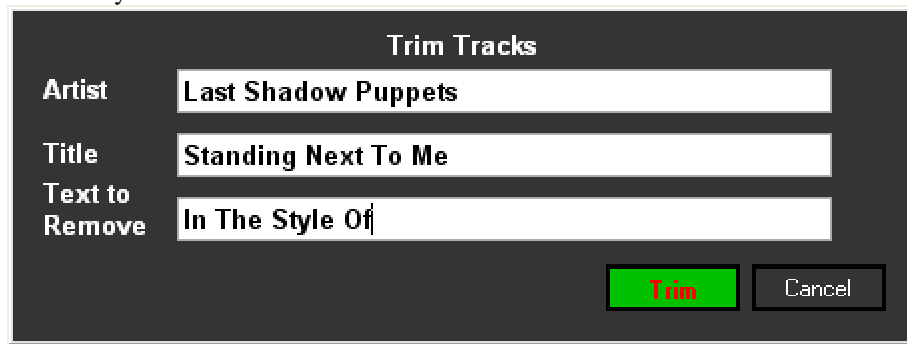 Trim Tracks
Artist
Last Shadow Puppets
Title
Standing Next To Me
Text to
Remove
In The Style Of
Trim
Cancel